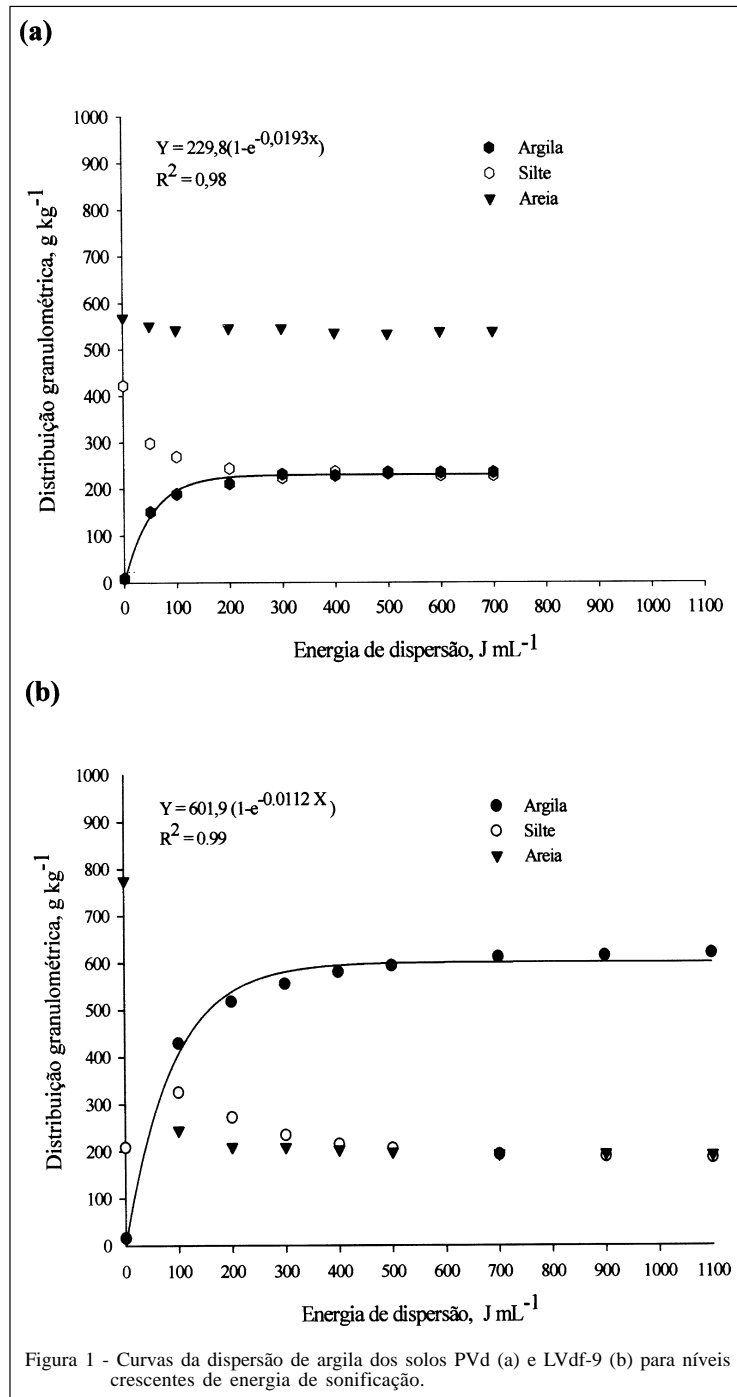 (a)
1000
900
800
700
600
500
400
300
200
100
0
Distribuição granulométrica, g kg-1
Y = 229,8(1-e-0,0193x)
R2 = 0,98
Argila
Silte
Areia
0 100 200 300 400 500 600 700 800 900 1000 1100
Energia de dispersão, J mL-1
(b)
1000
900
800
700
600
500
400
300
200
100
0
Distribuição granulométrica, g kg-1
Y = 601,9 (1-e-0.0112 X)
R2 = 0.99
Argila
Silte
Areia
0 100 200 300 400 500 600 700 800 900 1000 1100
Energia de dispersão, J mL-1
Figura 1 - Curvas da dispersão de argila dos solos PVd (a) e LVdf-9 (b) para níveis
crescentes de energia de sonificação.